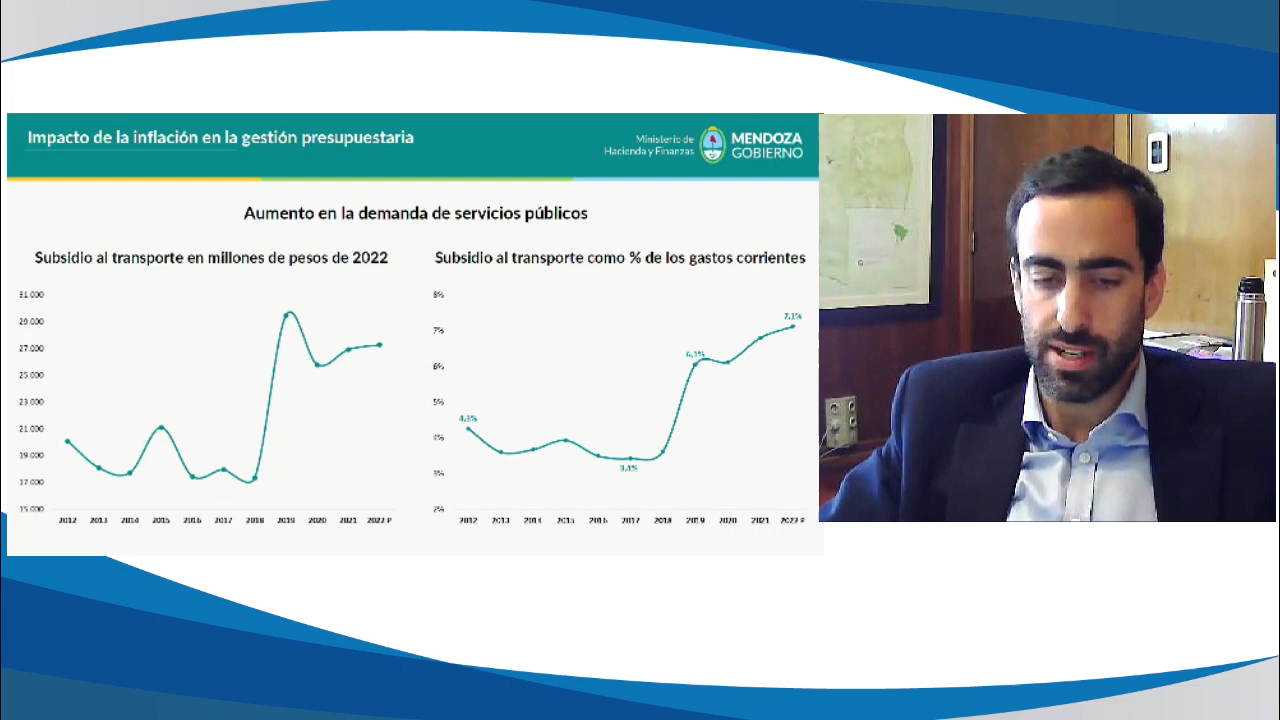 Impacto de la inflación en la gestión presupuestaria
Ministerio de
Hacienda y Finanzas
MENDOZA
GOBIERNO
Aumento en la demanda de servicios públicos
Subsidio al transporte en millones de pesos de 2022
31.000
29.000
27.000
25.000
23.000
21.000
19.000
17.000
15.000
2012 2013 2014 2015 2016 2017 2018 2019 2020 2021 2022 P
Subsidio al transporte como % de los gastos corrientes
8%
7%
6%
5%
4%
3%
2%
4,3%
3,4%
6,1%
7,1%
2012 2013 2014 2015 2016 2017 2018 2019 2020 2021 2022 P